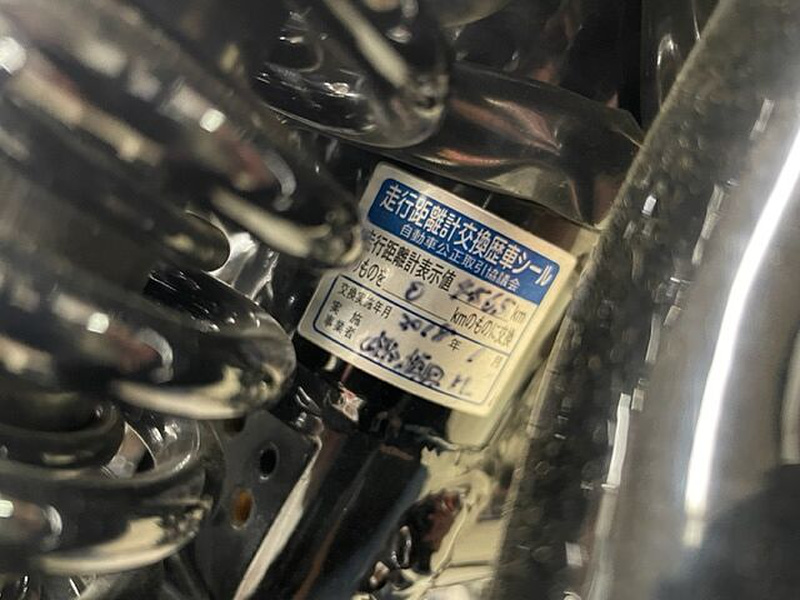 走行距離計交換歴車シール
自動車公正取引協議会
走行距離計表示値 km
ものを 0 kmのものに交換
交換実施年月 年 1 月
実施
事業者